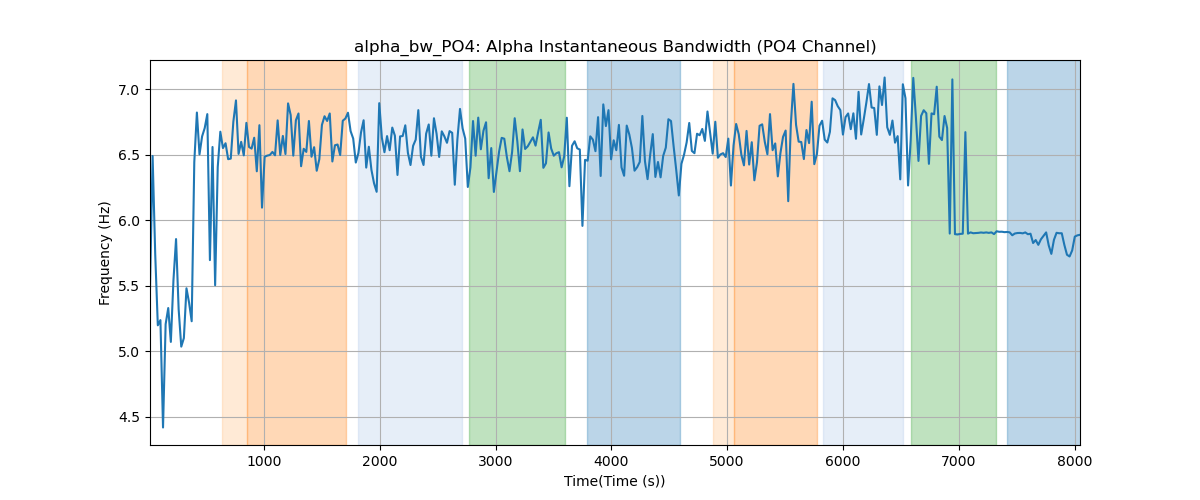 alpha_bw_PO4: Alpha Instantaneous Bandwidth (PO4 Channel)
Frequency (Hz)
7.0
6.5
6.0
5.5
5.0
4.5
1000 2000 3000 4000 5000 6000 7000 8000
Time(Time (s))